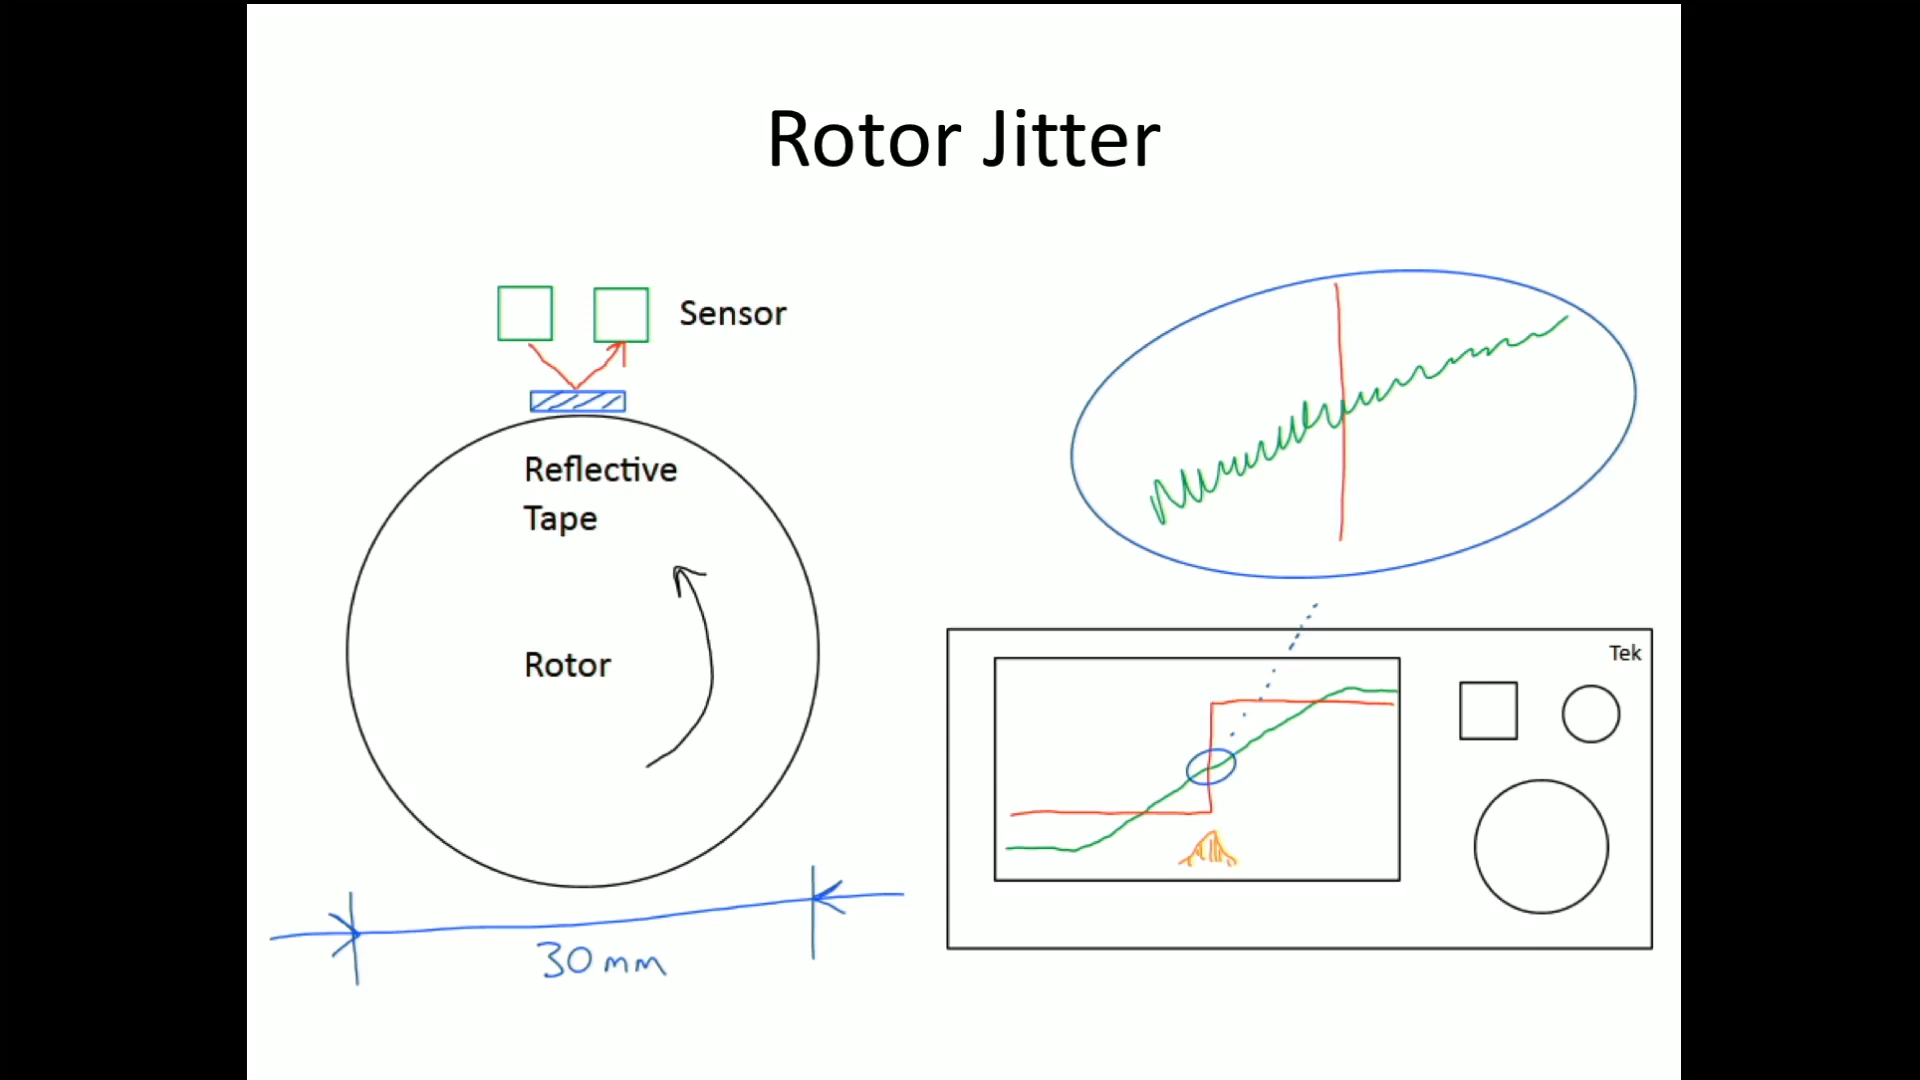 Rotor Jitter
Sensor
Reflective
Tape
Rotor
30mm
Tek